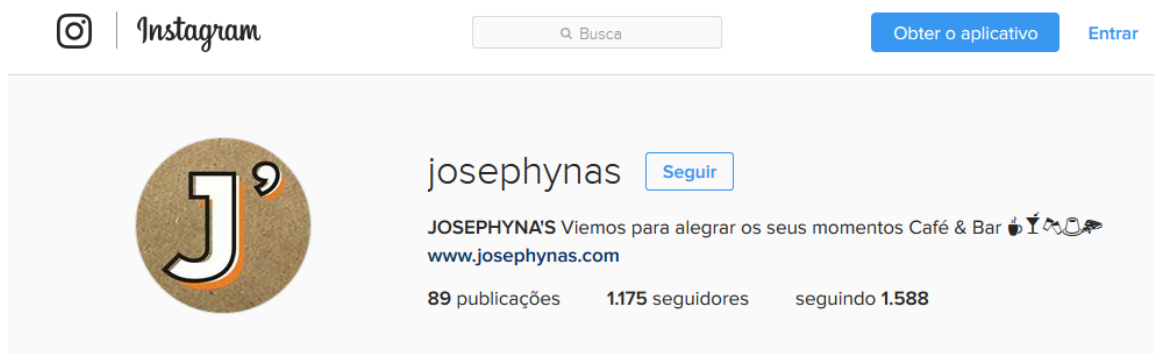 Instagram
Busca
Obter o aplicativo
Entrar
J’
josephynas
Seguir
JOSEPHYNA'S Viemos para alegrar os seus momentos Café & Bar
www.josephynas.com
89 publicações 1.175 seguidores seguindo 1.588